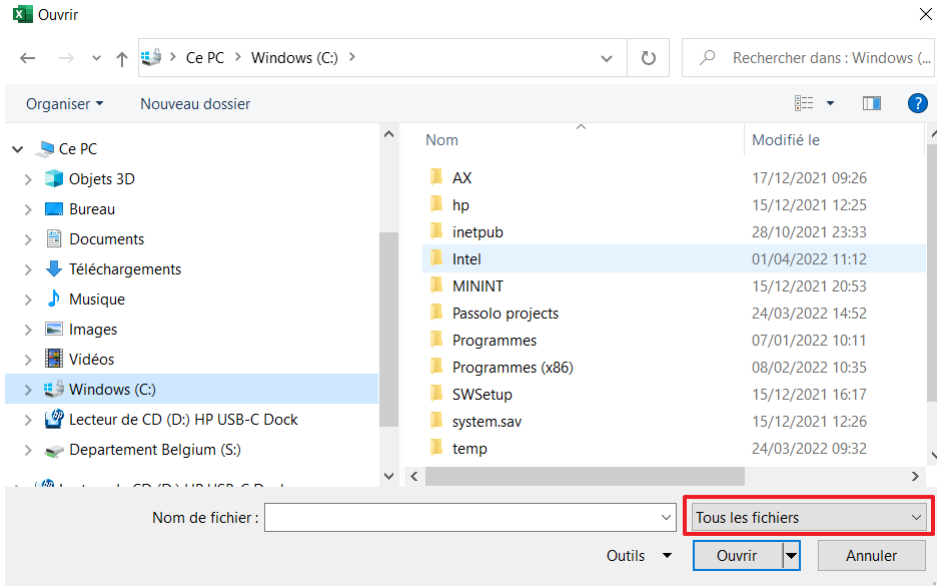 Ouvrir
Ce PC Windows (C:) Rechercher dans : Windows (...
Organiser Nouveau dossier
Nom Modifié le
Ce PC
Objets 3D
Bureau
Documents
Téléchargements
Musique
Images
Vidéos
Windows (C:)
Lecteur de CD (D:) HP USB-C Dock
Departement Belgium (S:)
AX 17/12/2021 09:26
hp 15/12/2021 12:25
inetpub 28/10/2021 23:33
Intel 01/04/2022 11:12
MININT 15/12/2021 20:53
Passolo projects 24/03/2022 14:52
Programmes 07/01/2022 10:11
Programmes (x86) 08/02/2022 10:35
SWSetup 15/12/2021 16:17
system.sav 15/12/2021 12:26
temp 24/03/2022 09:32
Nom de fichier : Tous les fichiers
Outils Ouvrir Annuler